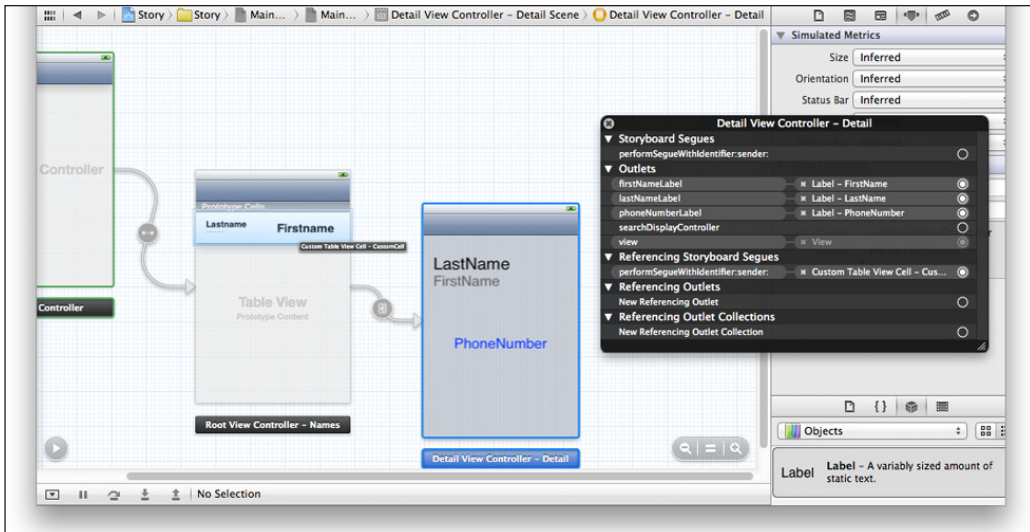 Story Story Main... Main... Detail View Controller – Detail Scene Detail View Controller – Detail
Simulated Metrics
Size Inferred
Orientation Inferred
Status Bar Inferred
Detail View Controller – Detail
Storyboard Segues
performSegueWithIdentifier:sender:
Outlets
firstNameLabel Label – FirstName
lastNameLabel Label – LastName
phoneNumberLabel Label – PhoneNumber
searchDisplayController
view View
Referencing Storyboard Segues
performSegueWithIdentifier:sender: Custom Table View Cell – Cus...
Referencing Outlets
New Referencing Outlet
Referencing Outlet Collections
New Referencing Outlet Collection
Controller
Controller
Prototype Cells
Lastname Firstname
Custom Table View Cell – CustomCell
Table View
Prototype Content
Root View Controller – Names
LastName
FirstName
PhoneNumber
Detail View Controller – Detail
Objects
Label Label – A variably sized amount of
static text.
No Selection